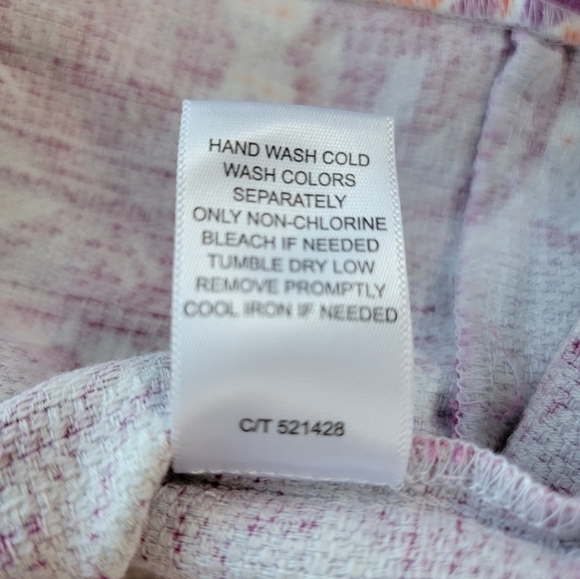 HAND WASH COLD
WASH COLORS
SEPARATELY
ONLY NON-CHLORINE
BLEACH IF NEEDED
TUMBLE DRY LOW
REMOVE PROMPTLY
COOL IRON IF NEEDED
C/T 521428